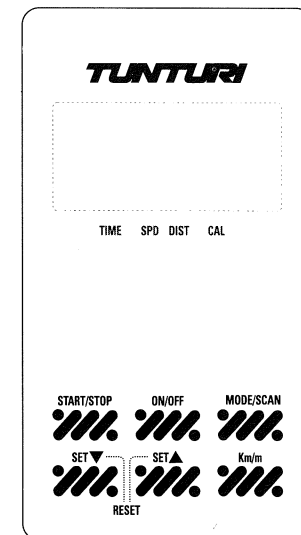 TUNTURI
TIME SPD DIST CAL
START/STOP ON/OFF MODE/SCAN
SET▼ SET▲ Km/m
RESET